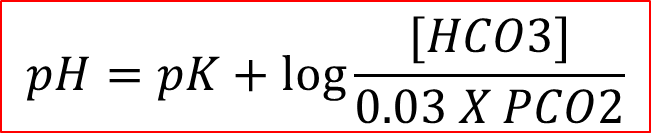 pH = pK + log [HCO3] / 0.03 X PCO2